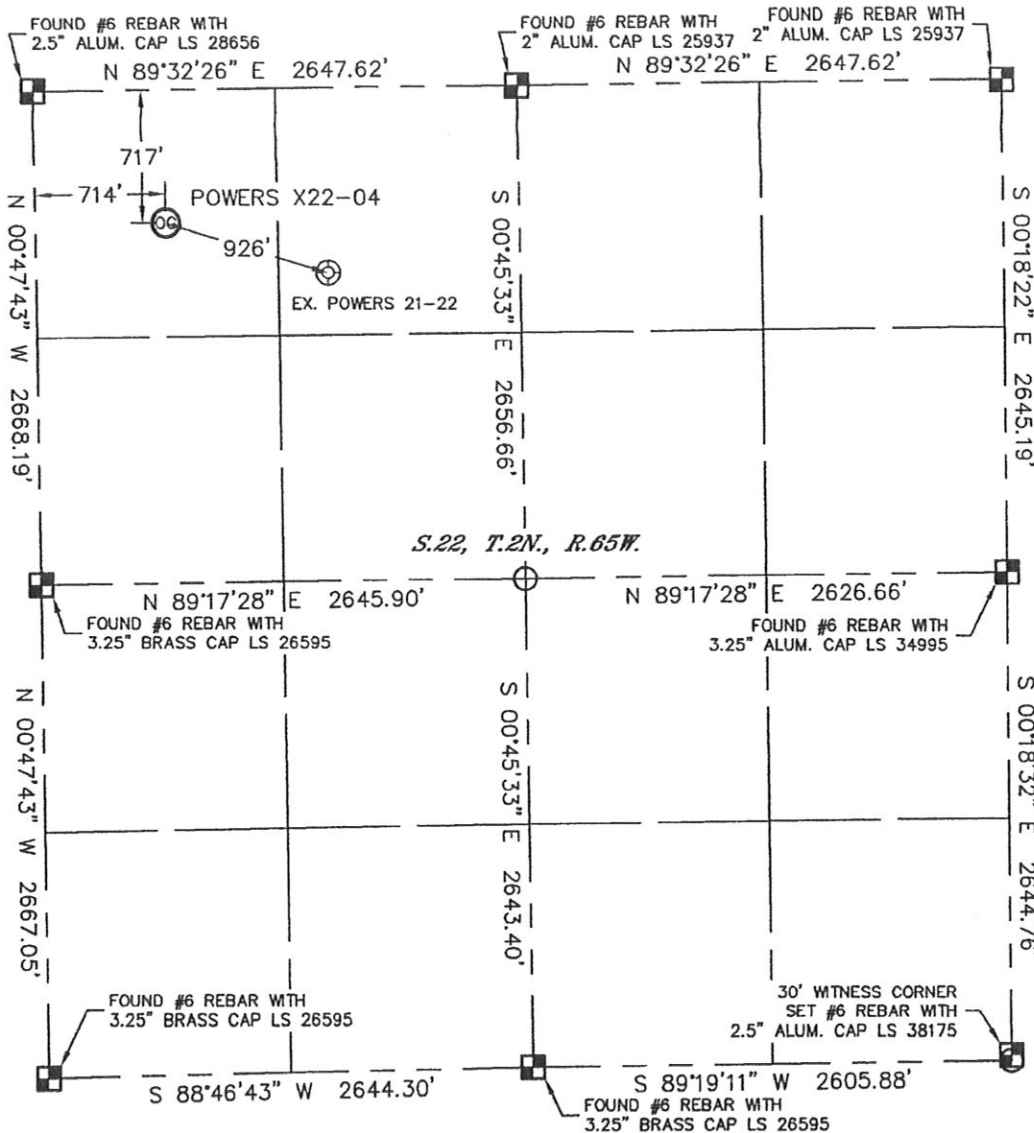 FOUND #6 REBAR WITH
2.5" ALUM. CAP LS 28656
FOUND #6 REBAR WITH
2" ALUM. CAP LS 25937
FOUND #6 REBAR WITH
2" ALUM. CAP LS 25937
N 89°32'26" E 2647.62'
N 89°32'26" E 2647.62'
717'
714'
POWERS X22-04
OG
926'
EX. POWERS 21-22
N 00°47'43" W 2668.19'
S 00°45'33" E 2656.66'
S 00°18'22" E 2645.19'
S.22, T.2N., R.65W.
N 89°17'28" E 2645.90'
N 89°17'28" E 2626.66'
FOUND #6 REBAR WITH
3.25" BRASS CAP LS 26595
FOUND #6 REBAR WITH
3.25" ALUM. CAP LS 34995
N 00°47'43" W 2667.05'
S 00°45'33" E 2643.40'
S 00°18'32" E 2644.76'
FOUND #6 REBAR WITH
3.25" BRASS CAP LS 26595
30' WITNESS CORNER
SET #6 REBAR WITH
2.5" ALUM. CAP LS 38175
S 88°46'43" W 2644.30'
S 89°19'11" W 2605.88'
FOUND #6 REBAR WITH
3.25" BRASS CAP LS 26595